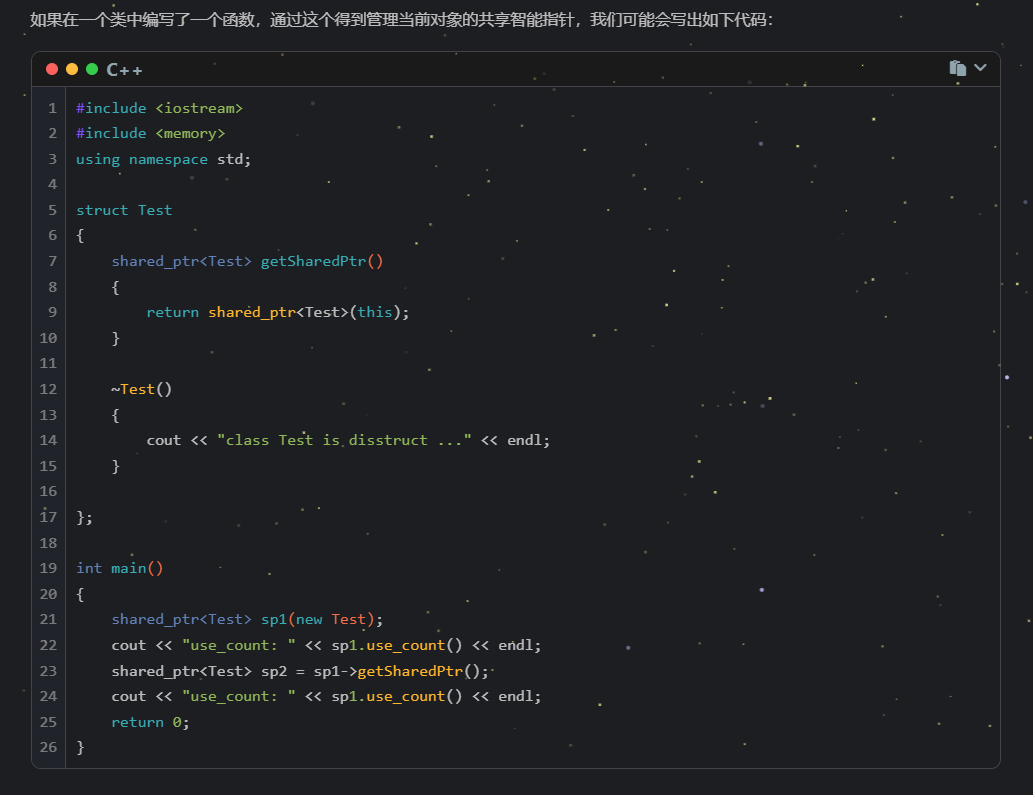 如果在一个类中编写了一个函数，通过这个得到管理当前对象的共享智能指针，我们可能会写出如下代码：
C++
1 #include <iostream>
2 #include <memory>
3 using namespace std;
4
5 struct Test
6 {
7     shared_ptr<Test> getSharedPtr()
8     {
9         return shared_ptr<Test>(this);
10     }
11
12     ~Test()
13     {
14         cout << "class Test is disstruct ..." << endl;
15     }
16
17 };
18
19 int main()
20 {
21     shared_ptr<Test> sp1(new Test);
22     cout << "use_count: " << sp1.use_count() << endl;
23     shared_ptr<Test> sp2 = sp1->getSharedPtr();
24     cout << "use_count: " << sp1.use_count() << endl;
25     return 0;
26 }